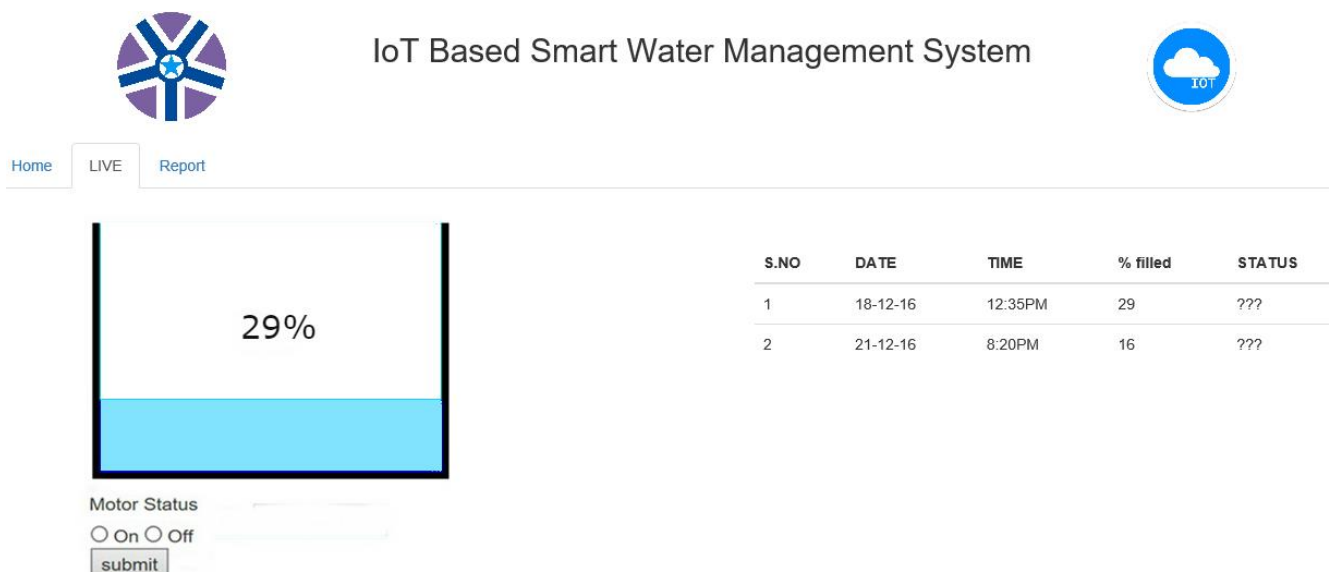 IoT Based Smart Water Management System
IOT
Home LIVE Report
29%
S.NO DATE TIME % filled STATUS
1 18-12-16 12:35PM 29 ???
2 21-12-16 8:20PM 16 ???
Motor Status
On Off
submit